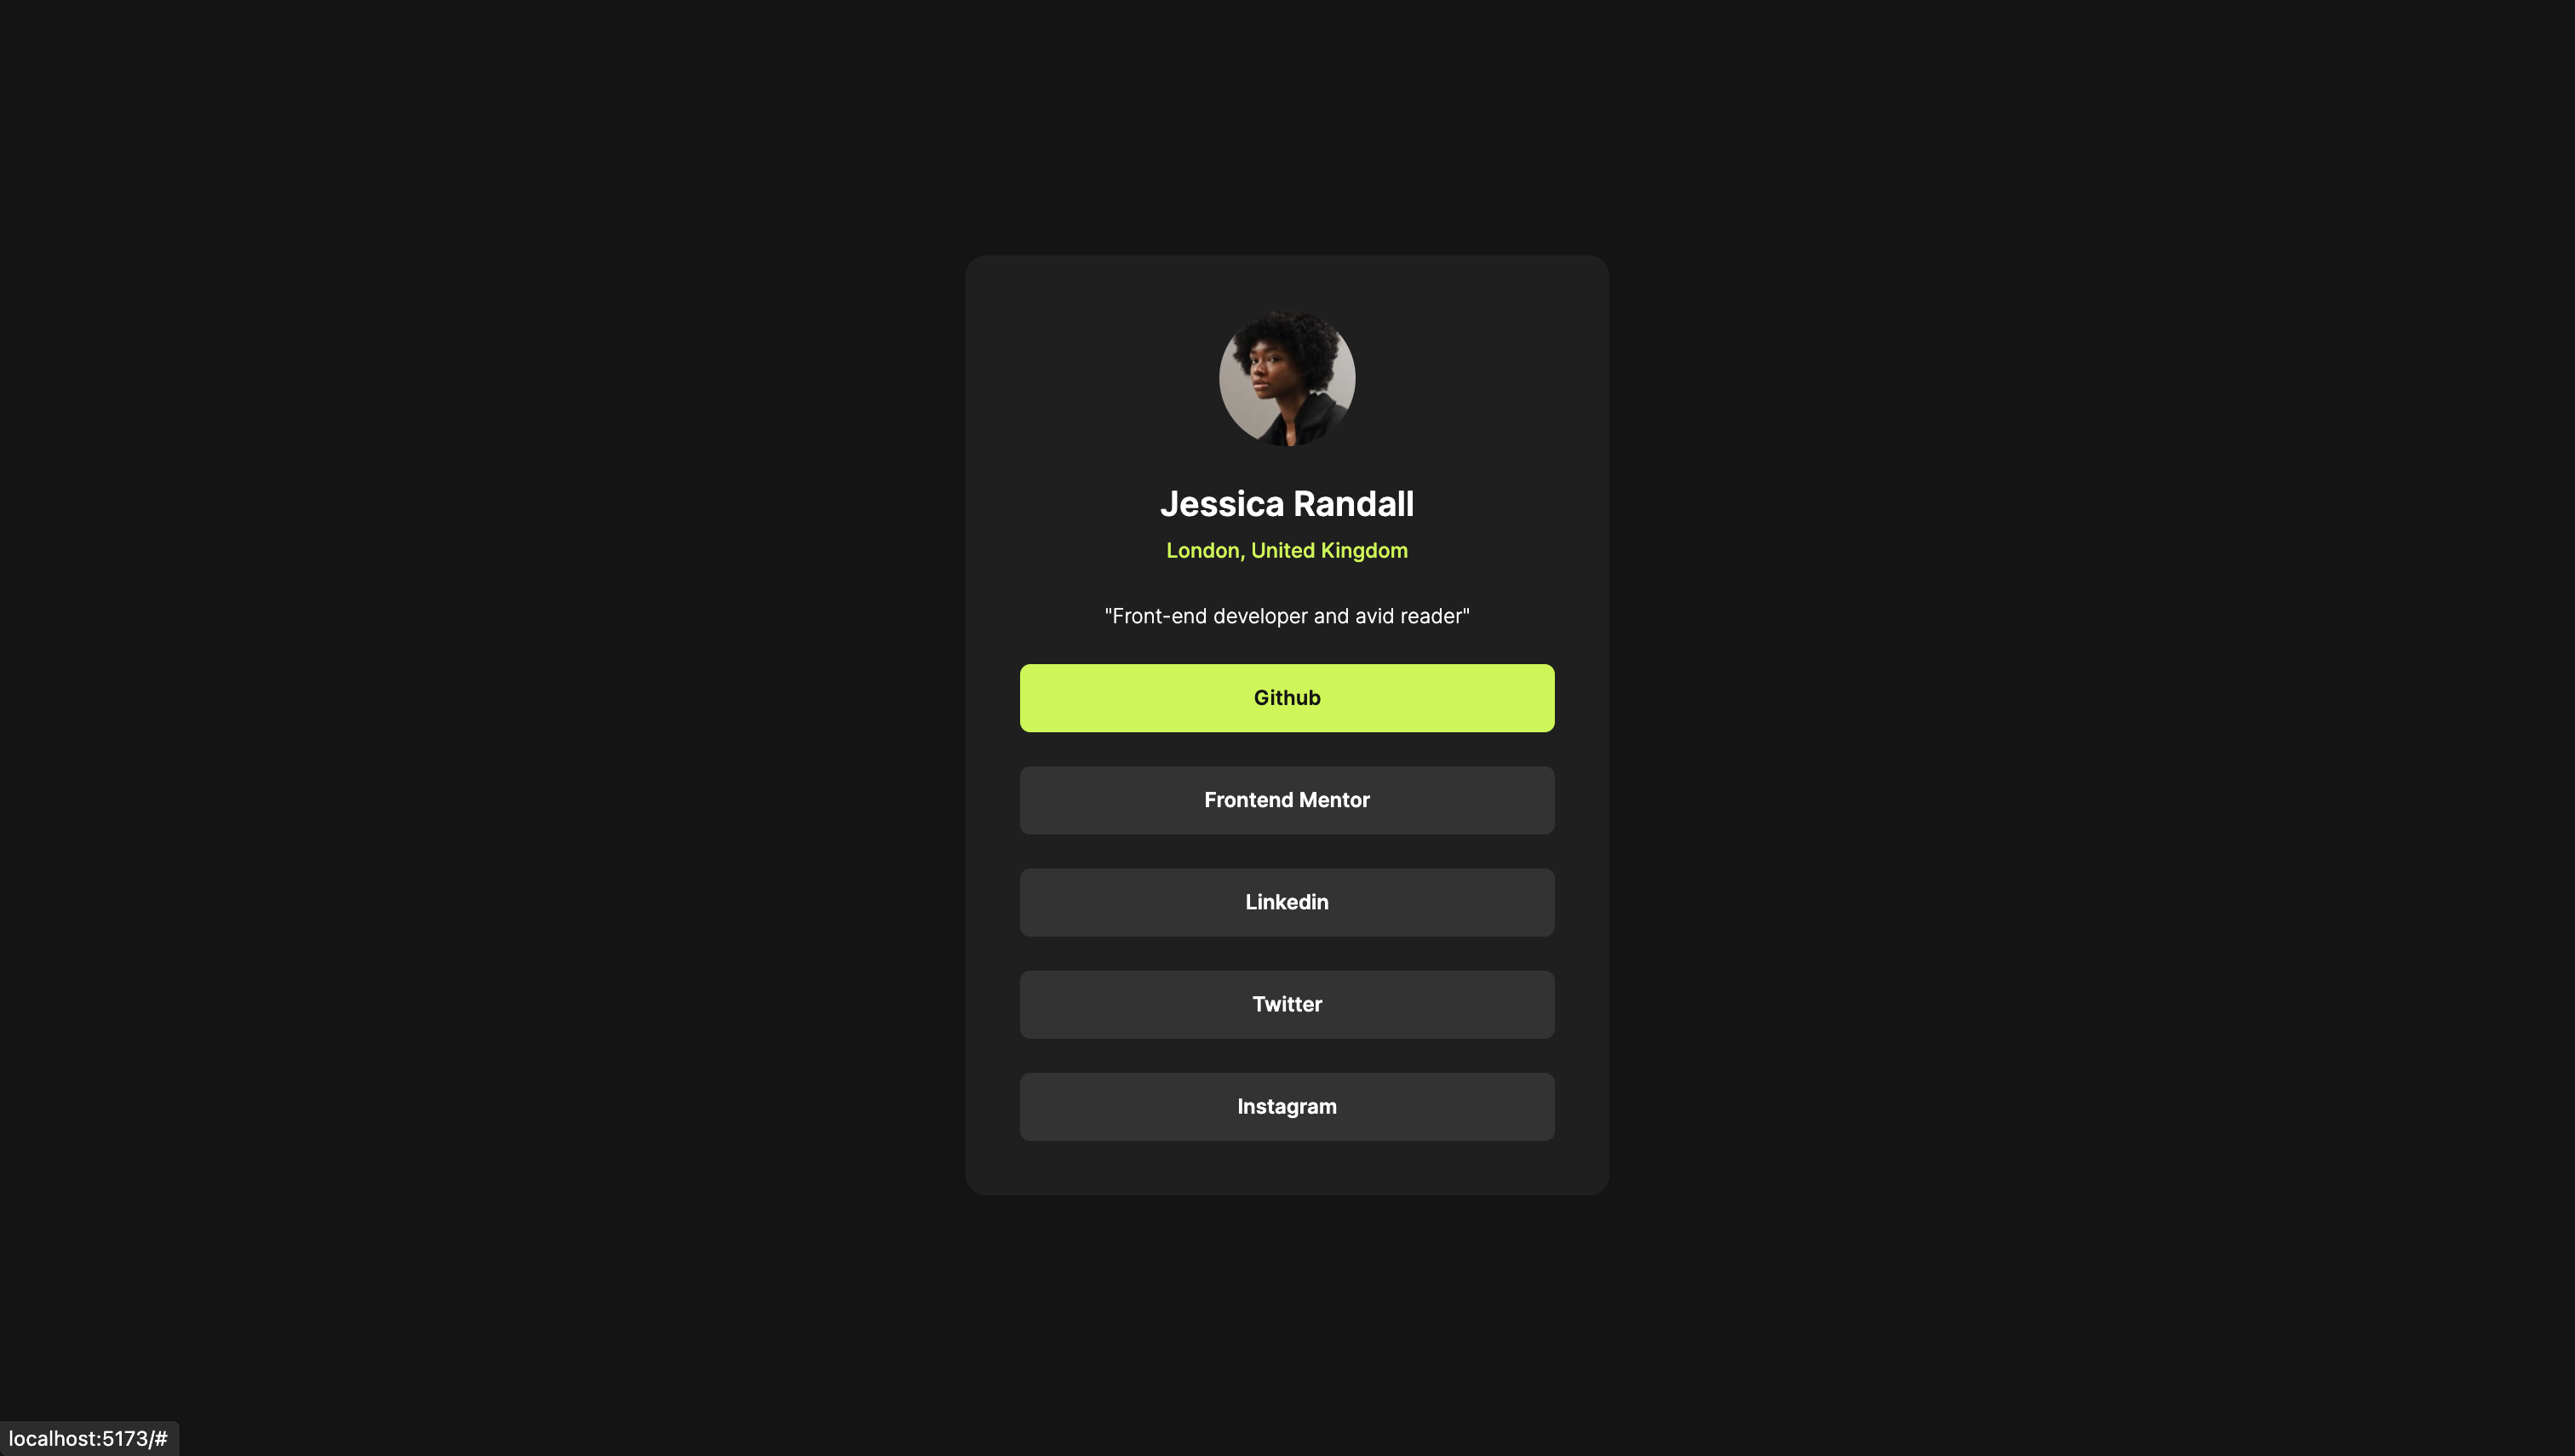 Jessica Randall
London, United Kingdom
"Front-end developer and avid reader"
Github
Frontend Mentor
Linkedin
Twitter
Instagram
localhost:5173/#